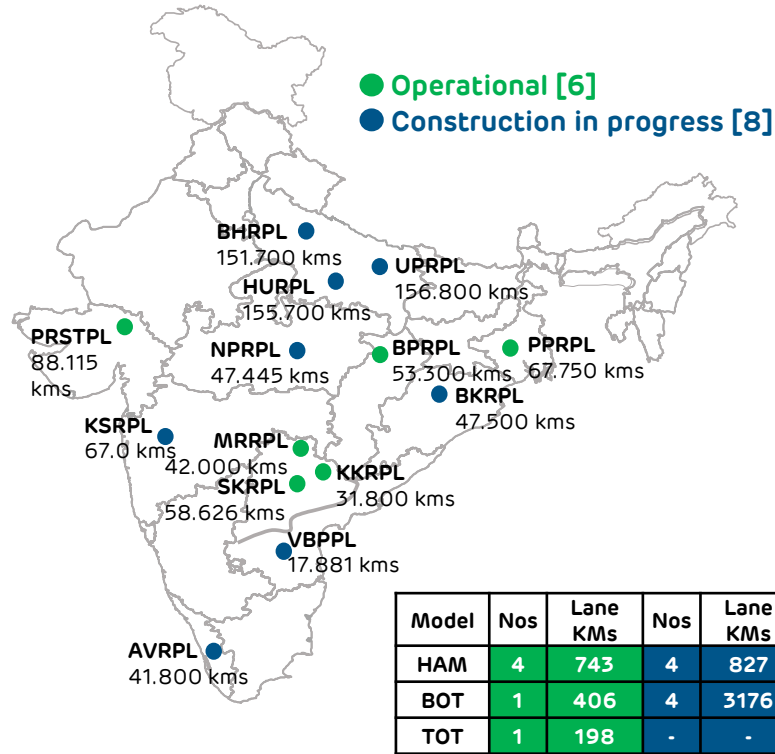 Operational [6]
Construction in progress [8]
BHRPL
151.700 kms
UPRPL
156.800 kms
HURPL
155.700 kms
PRSTPL
88.115
kms
NPRPL
47.445 kms
BPRPL
53.300 kms
PPRPL
67.750 kms
BKRPL
47.500 kms
KSRPL
67.0 kms
MRRPL
42.000 kms
KKRPL
31.800 kms
SKRPL
58.626 kms
VBPPL
17.881 kms
AVRPL
41.800 kms
Model Nos Lane KMs Nos Lane KMs
HAM 4 743 4 827
BOT 1 406 4 3176
TOT 1 198 - -